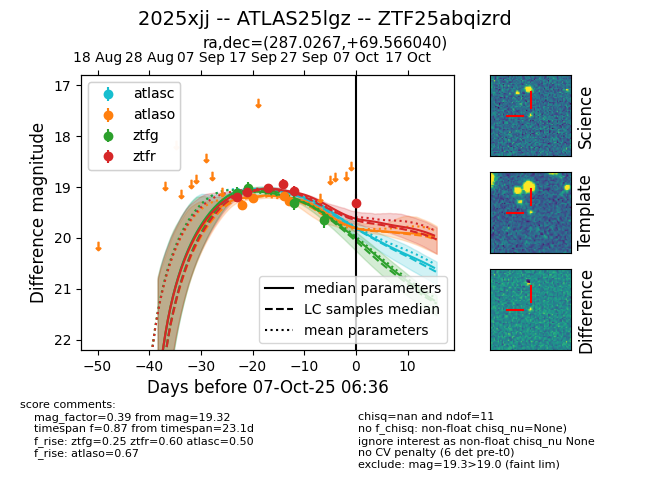 2025xjj -- ATLAS25lgz -- ZTF25abqizrd
ra,dec=(287.0267,+69.566040)
18 Aug 28 Aug 07 Sep 17 Sep 27 Sep 07 Oct 17 Oct
17
18
19
20
21
22
Difference magnitude
atlasc
atlaso
ztfg
ztfr
median parameters
LC samples median
mean parameters
−50 −40 −30 −20 −10 0 10
Days before 07-Oct-25 06:36
Science
Template
Difference
score comments:
mag_factor=0.39 from mag=19.32
timespan f=0.87 from timespan=23.1d
f_rise: ztfg=0.25 ztfr=0.60 atlasc=0.50
f_rise: atlaso=0.67
chisq=nan and ndof=11
no f_chisq: non-float chisq_nu=None)
ignore interest as non-float chisq_nu None
no CV penalty (6 det pre-t0)
exclude: mag=19.3>19.0 (faint lim)